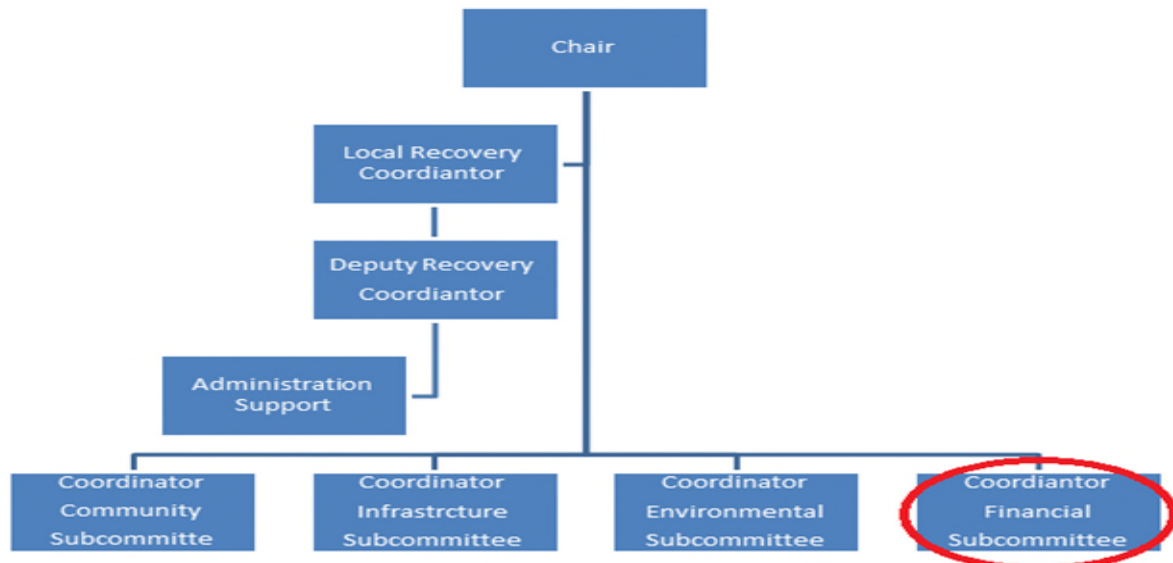 Chair
Local Recovery
Coordiantor
Deputy Recovery
Coordiantor
Administration
Support
Coordinator
Community
Subcommitte
Coordinator
Infrastrcture
Subcommittee
Coordinator
Environmental
Subcommittee
Coordiantor
Financial
Subcommittee